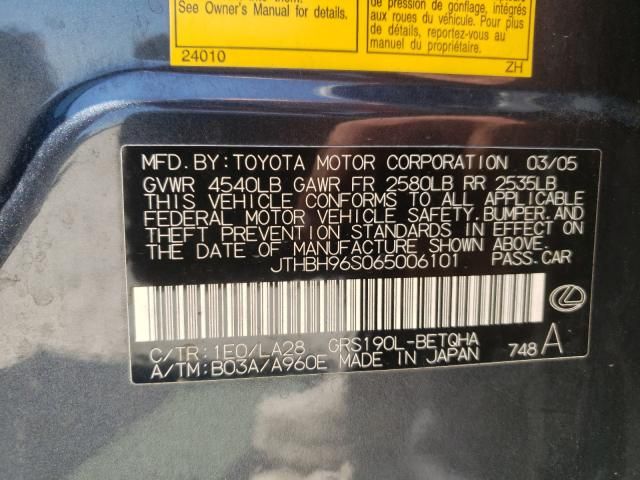 See Owner's Manual for details.
24010
pression de gonflage, intégrés
aux roues du véhicule. Pour plus
de détails, reportez-vous au
manuel du propriétaire.
ZH
MFD. BY: TOYOTA MOTOR CORPORATION 03/05
GVWR 4540LB GAWR FR 2580LB RR 2535LB
THIS VEHICLE CONFORMS TO ALL APPLICABLE
FEDERAL MOTOR VEHICLE SAFETY, BUMPER, AND
THEFT PREVENTION STANDARDS IN EFFECT ON
THE DATE OF MANUFACTURE SHOWN ABOVE.
JTHBH96S065006101 PASS. CAR
C/TR: 1E0/LA28 GRS190L-BETQHA
A/TM: B03A/A960E MADE IN JAPAN 748 A